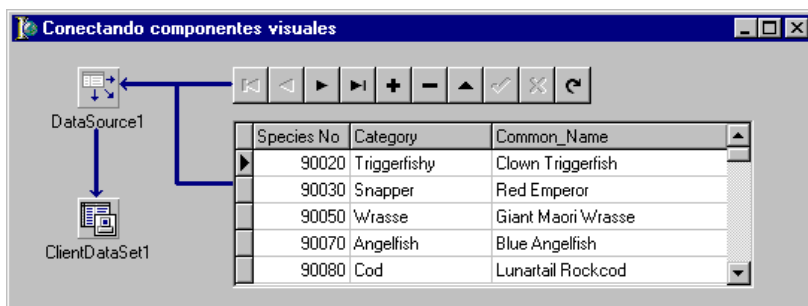 Conectando componentes visuales
DataSource1
ClientDataSet1
Species No Category Common_Name
90020 Triggerfishy Clown Triggerfish
90030 Snapper Red Emperor
90050 Wrasse Giant Maori Wrasse
90070 Angelfish Blue Angelfish
90080 Cod Lunartail Rockcod